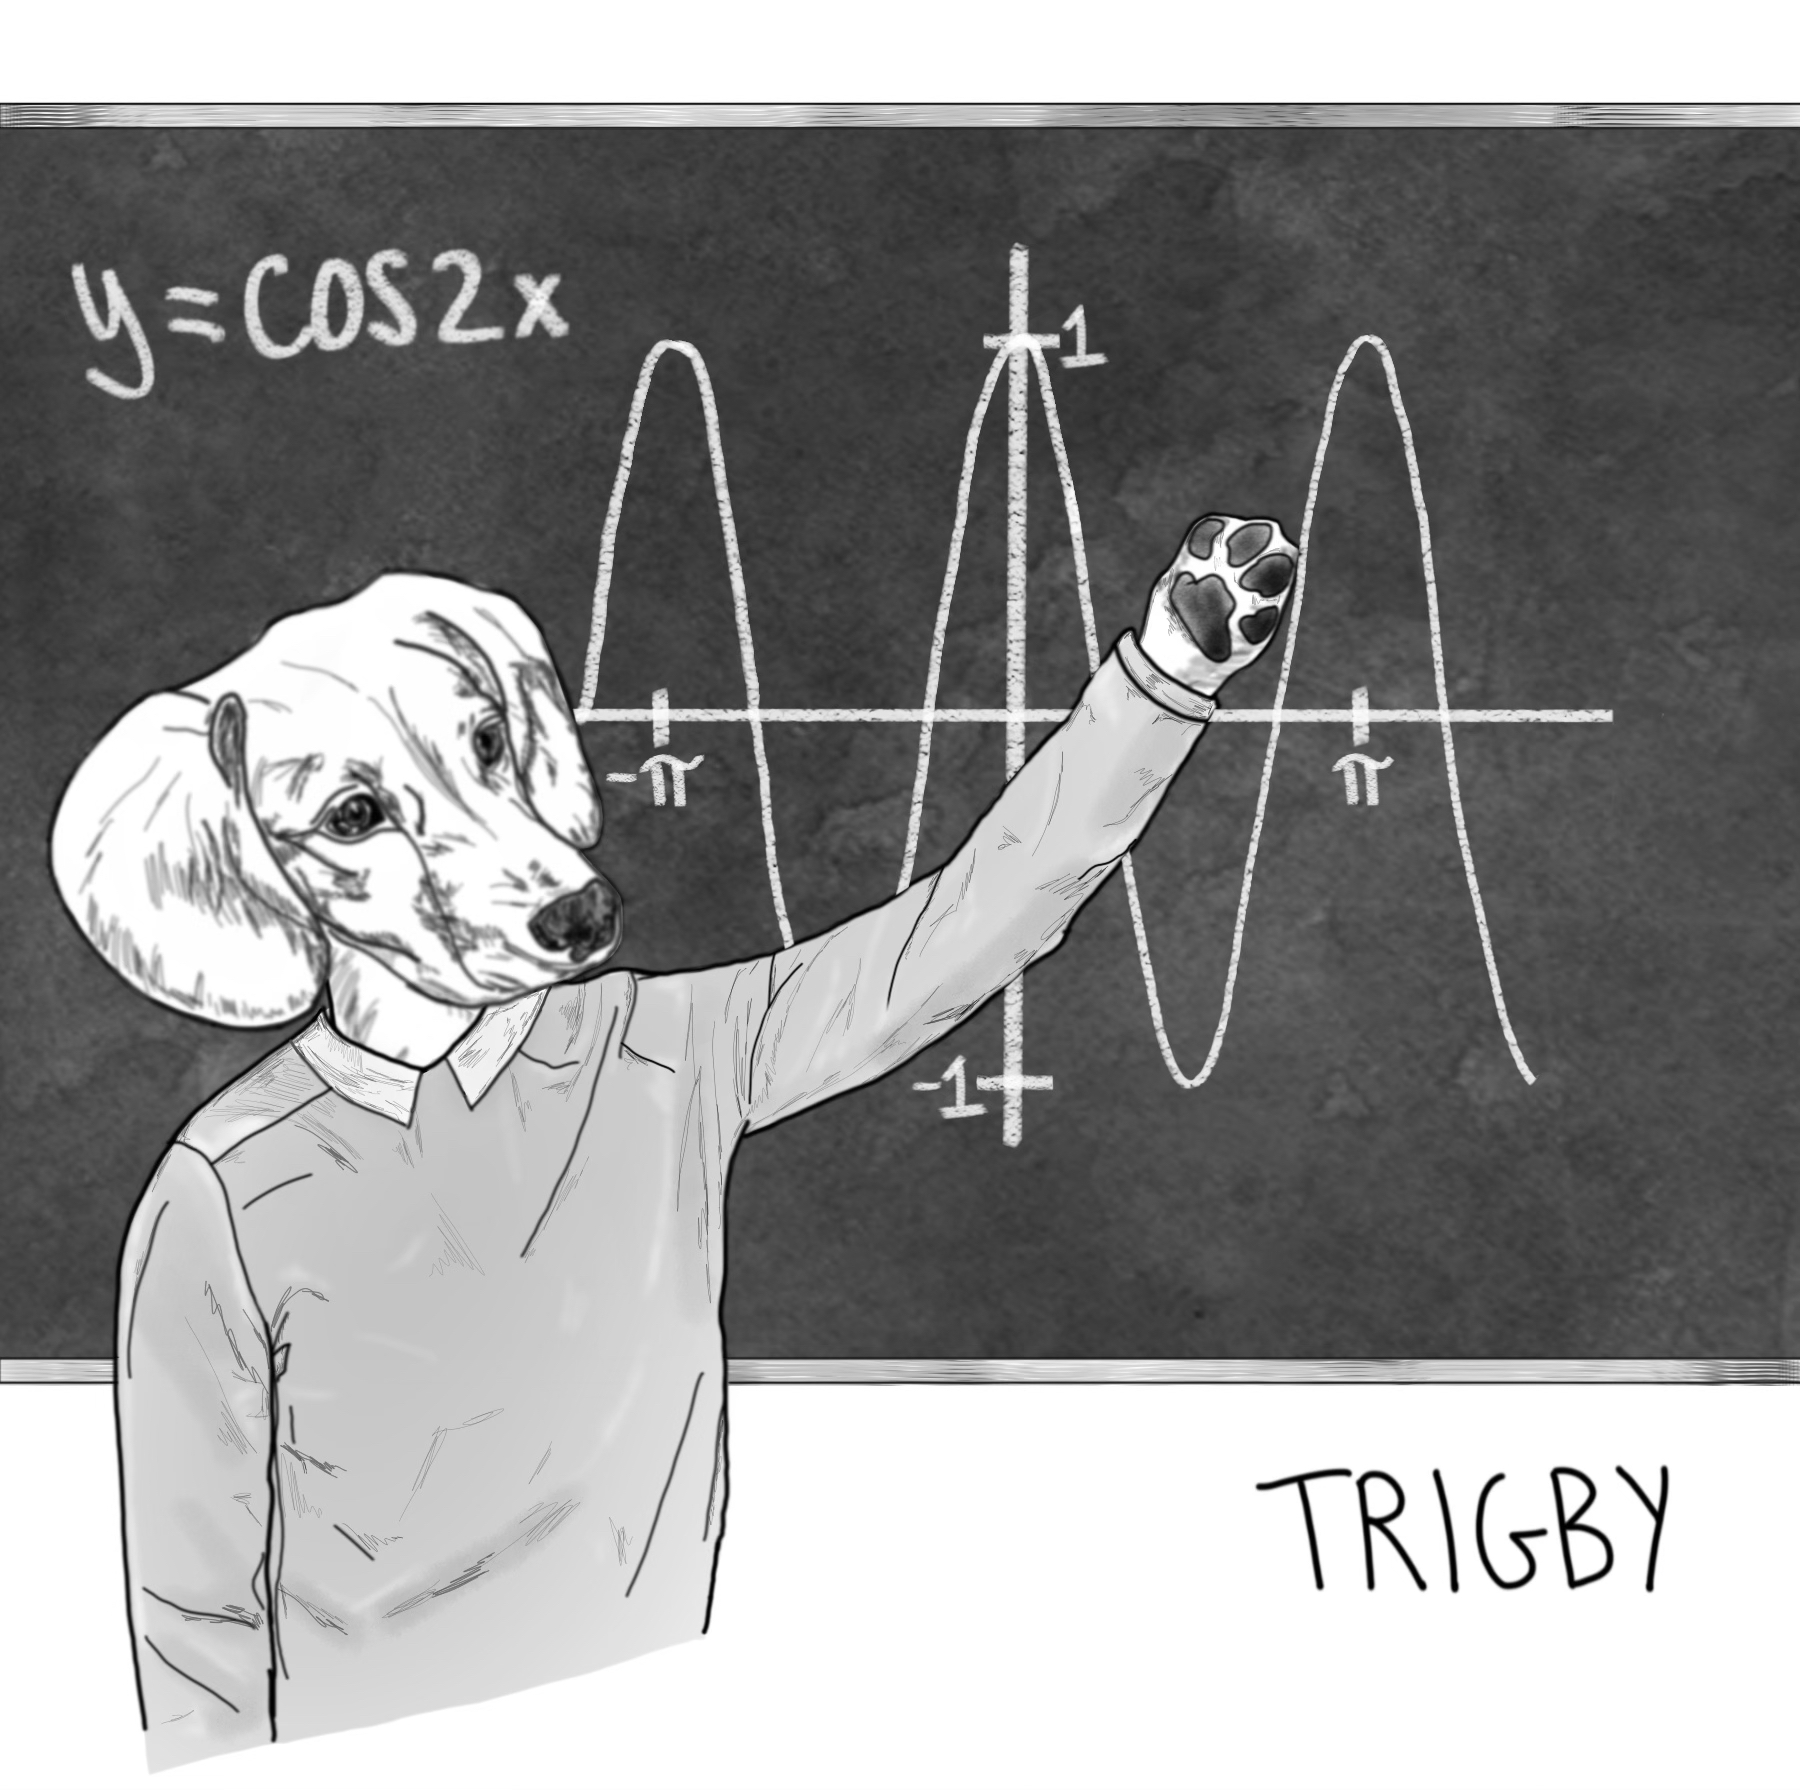 y=cos2x
1
-π
π
-1
TRIGBY